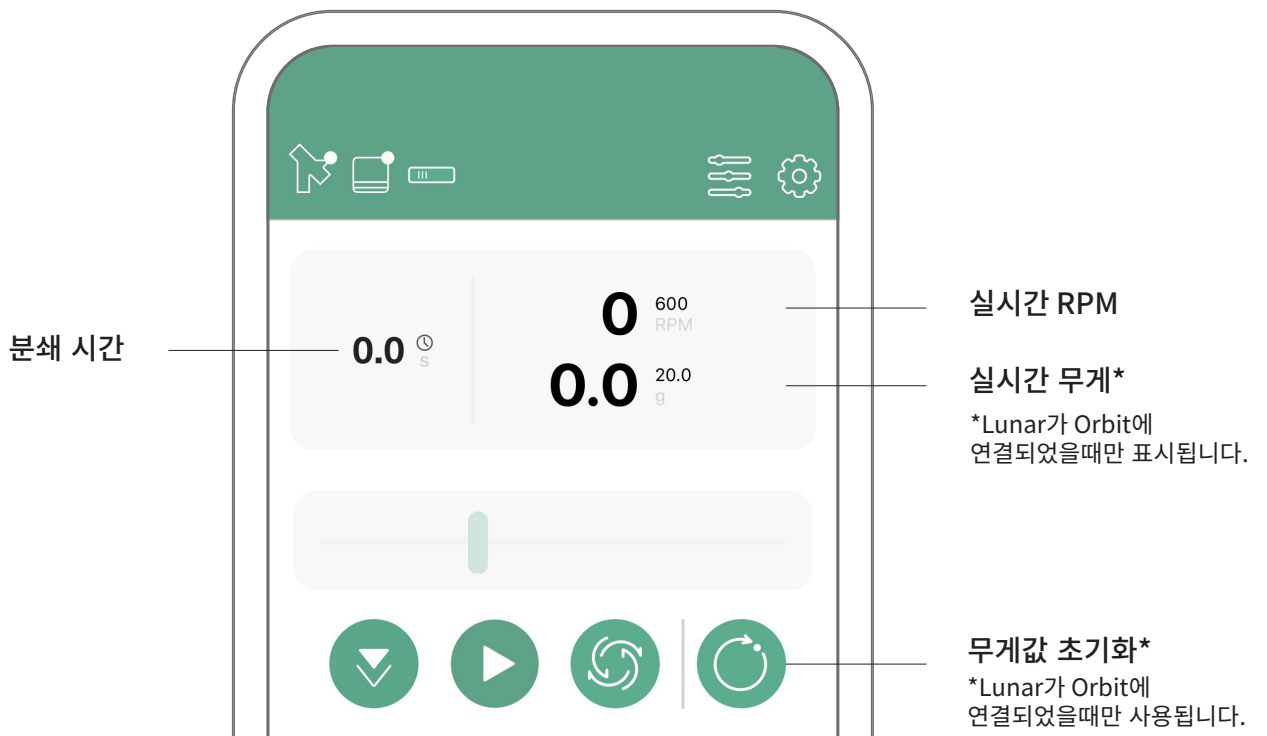 분쇄 시간
0.0 s
0 600
RPM
0.0 20.0
g
실시간 RPM
실시간 무게*
*Lunar가 Orbit에
연결되었을때만 표시됩니다.
무게값 초기화*
*Lunar가 Orbit에
연결되었을때만 사용됩니다.